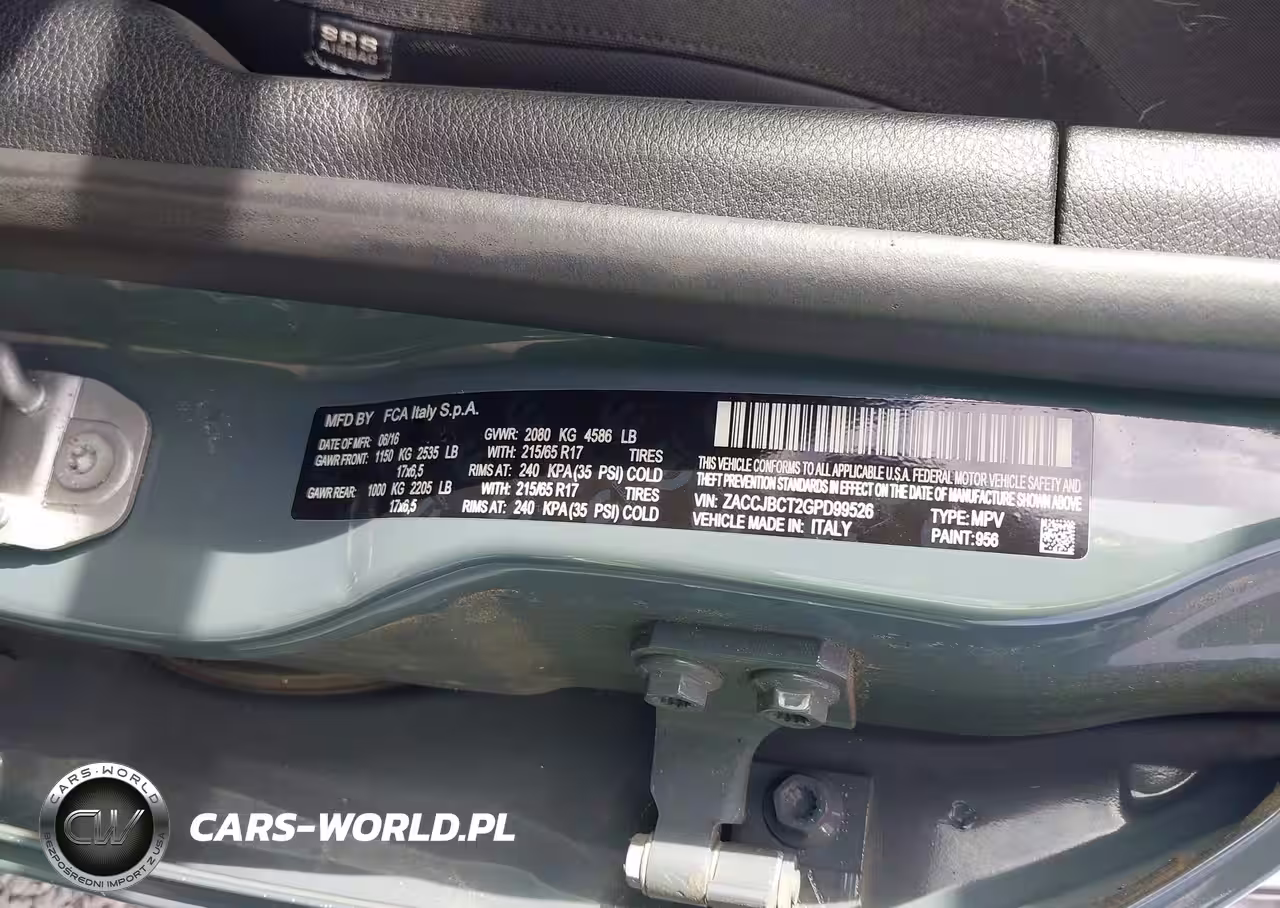 SRS
AIRBAG
MFD BY FCA Italy S.p.A.
DATE OF MFR: 08/16 GVWR: 2080 KG 4586 LB
GAWR FRONT: 1150 KG 2535 LB WITH: 215/65 R17 TIRES
17x6,5 RIMS AT: 240 KPA(35 PSI) COLD
GAWR REAR: 1000 KG 2205 LB WITH: 215/65 R17 TIRES
17x6,5 RIMS AT: 240 KPA(35 PSI) COLD
THIS VEHICLE CONFORMS TO ALL APPLICABLE U.S.A. FEDERAL MOTOR VEHICLE SAFETY AND
THEFT PREVENTION STANDARDS IN EFFECT ON THE DATE OF MANUFACTURE SHOWN ABOVE
VIN: ZACCJBCT2GPD99526 TYPE: MPV
VEHICLE MADE IN: ITALY PAINT: 956
CARS-WORLD
CW
BEZPOŚREDNI IMPORT Z USA
CARS-WORLD.PL